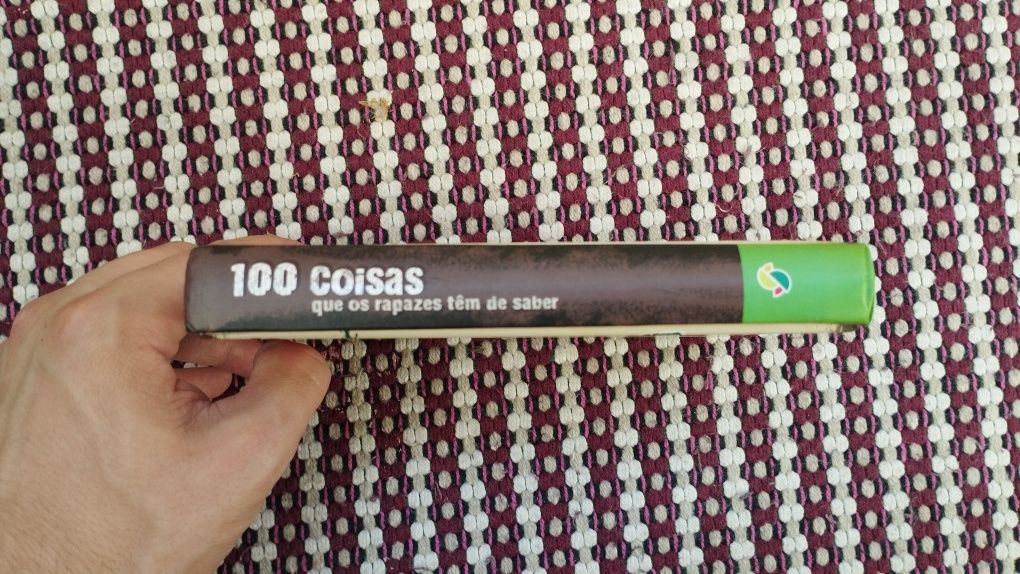 100 Coisas
que os rapazes têm de saber